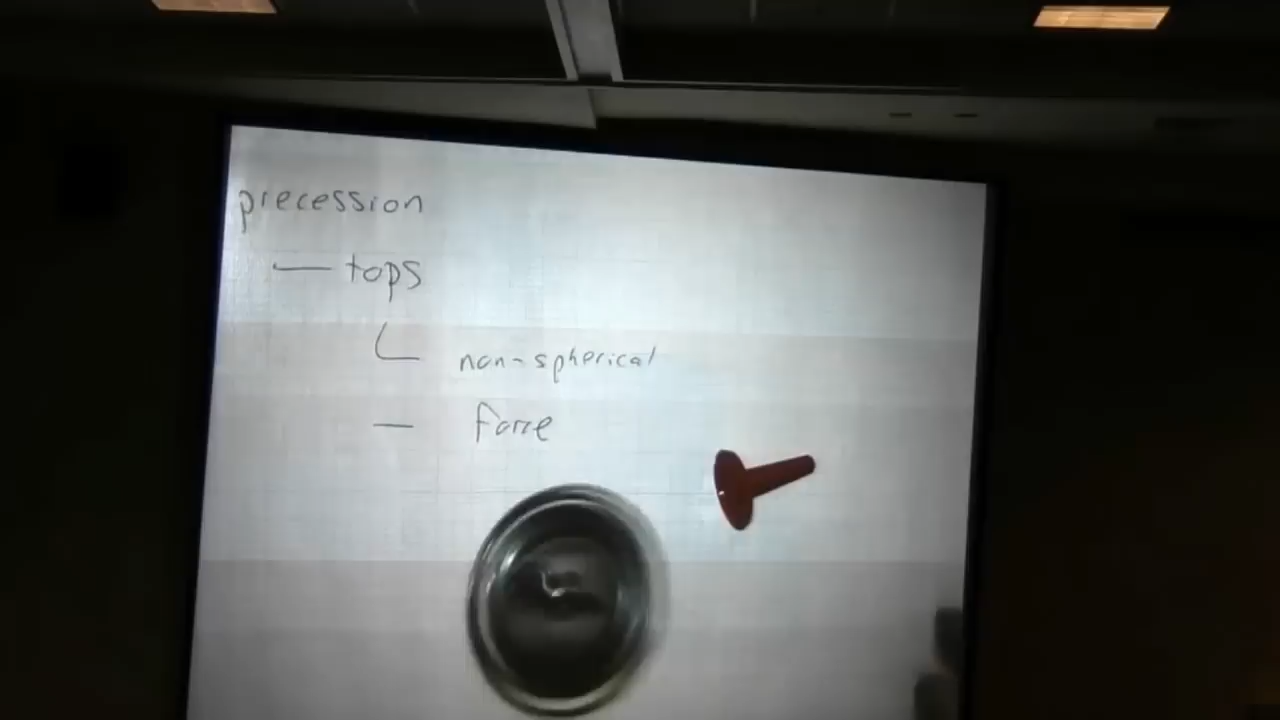 precession
— tops
non-spherical
— force